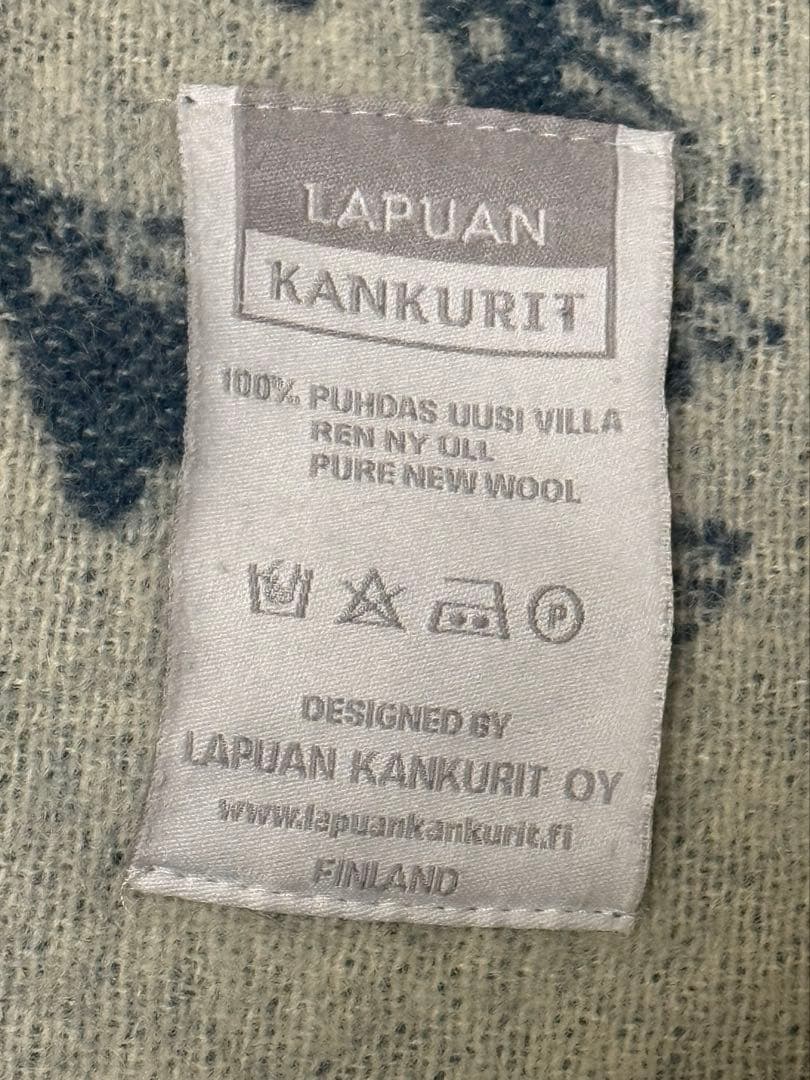 LAPUAN
KANKURIT
100% PUHDAS UUSI VILLA
REN NY ULL
PURE NEW WOOL
P
DESIGNED BY
LAPUAN KANKURIT OY
www.lapuankankurit.fi
FINLAND